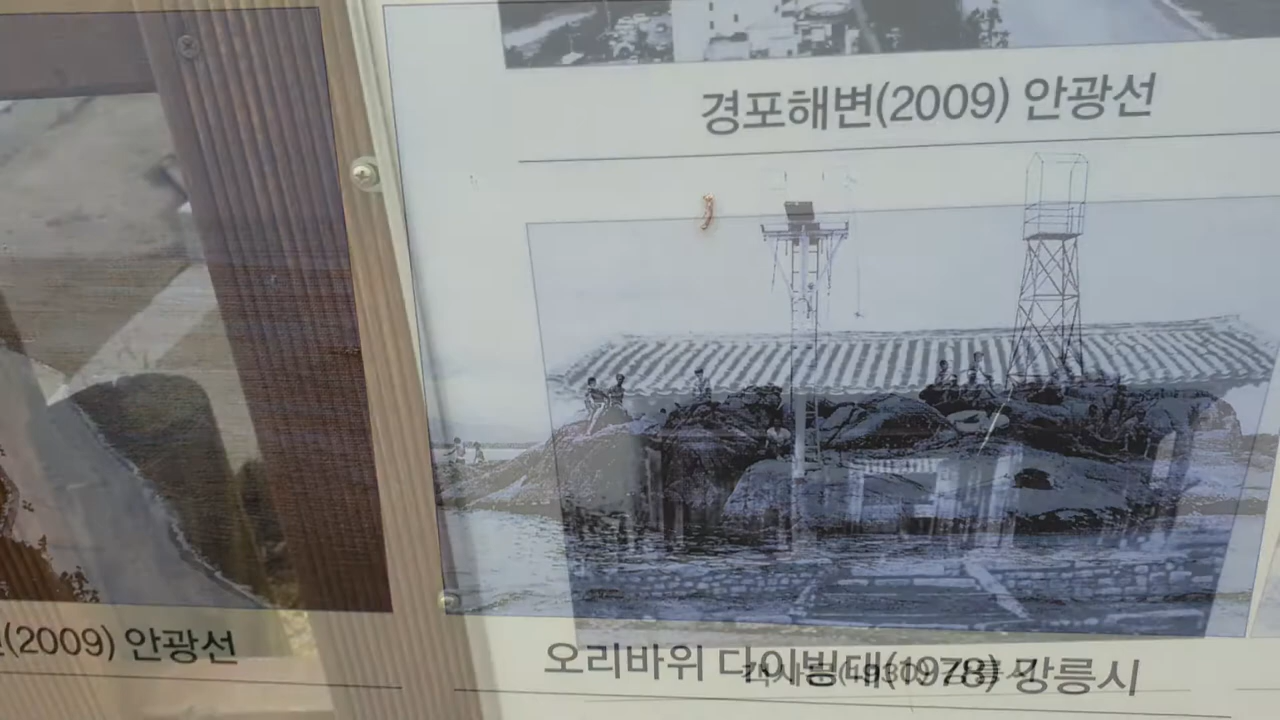 경포해변(2009) 안광선
(2009) 안광선
오리바위 다이빙대(1978) 강릉시